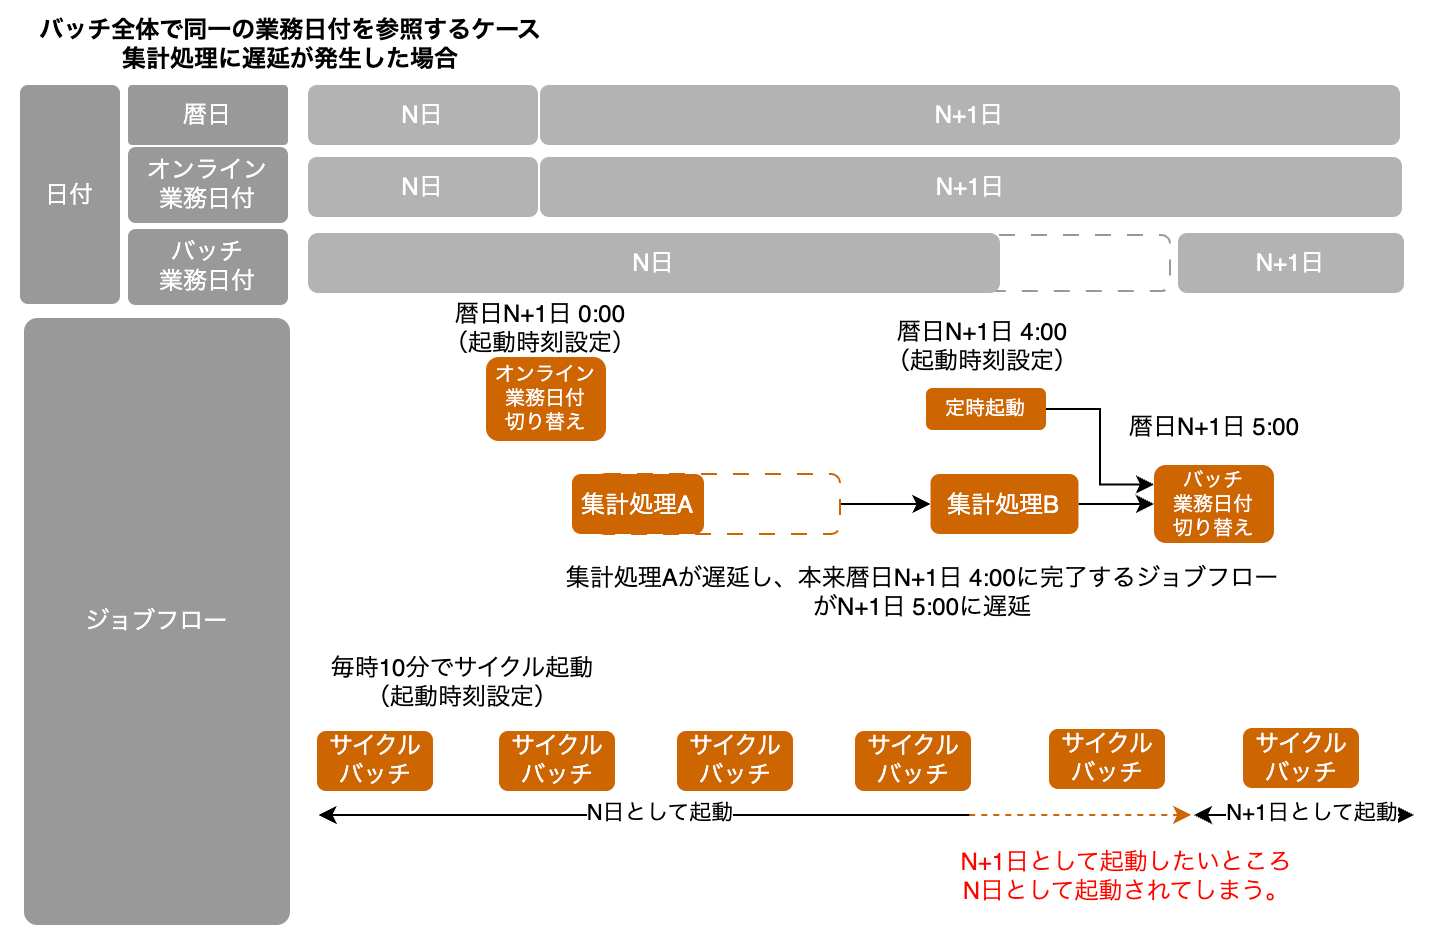 バッチ全体で同一の業務日付を参照するケース
集計処理に遅延が発生した場合
日付
暦日
N日
N+1日
オンライン
業務日付
N日
N+1日
バッチ
業務日付
N日
N+1日
ジョブフロー
暦日N+1日 0:00
（起動時刻設定）
オンライン
業務日付
切り替え
暦日N+1日 4:00
（起動時刻設定）
定時起動
暦日N+1日 5:00
集計処理A
集計処理B
バッチ
業務日付
切り替え
集計処理Aが遅延し、本来暦日N+1日 4:00に完了するジョブフロー
がN+1日 5:00に遅延
毎時10分でサイクル起動
（起動時刻設定）
サイクル
バッチ
サイクル
バッチ
サイクル
バッチ
サイクル
バッチ
サイクル
バッチ
サイクル
バッチ
N日として起動
N+1日として起動
N+1日として起動したいところ
N日として起動されてしまう。